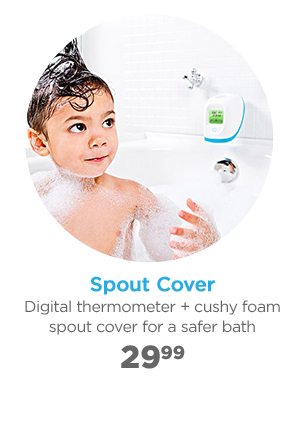 Spout Cover
Digital thermometer + cushy foam
spout cover for a safer bath
29⁹⁹